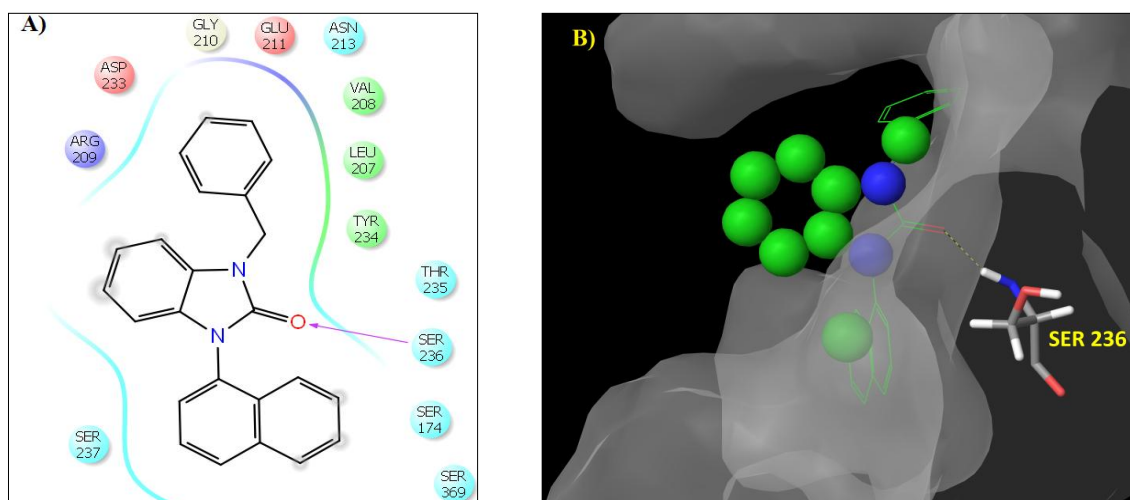 A)
GLY
210
GLU
211
ASN
213
ASP
233
VAL
208
ARG
209
LEU
207
TYR
234
THR
235
N
N
O
SER
236
SER
174
SER
237
SER
369
B)
SER 236